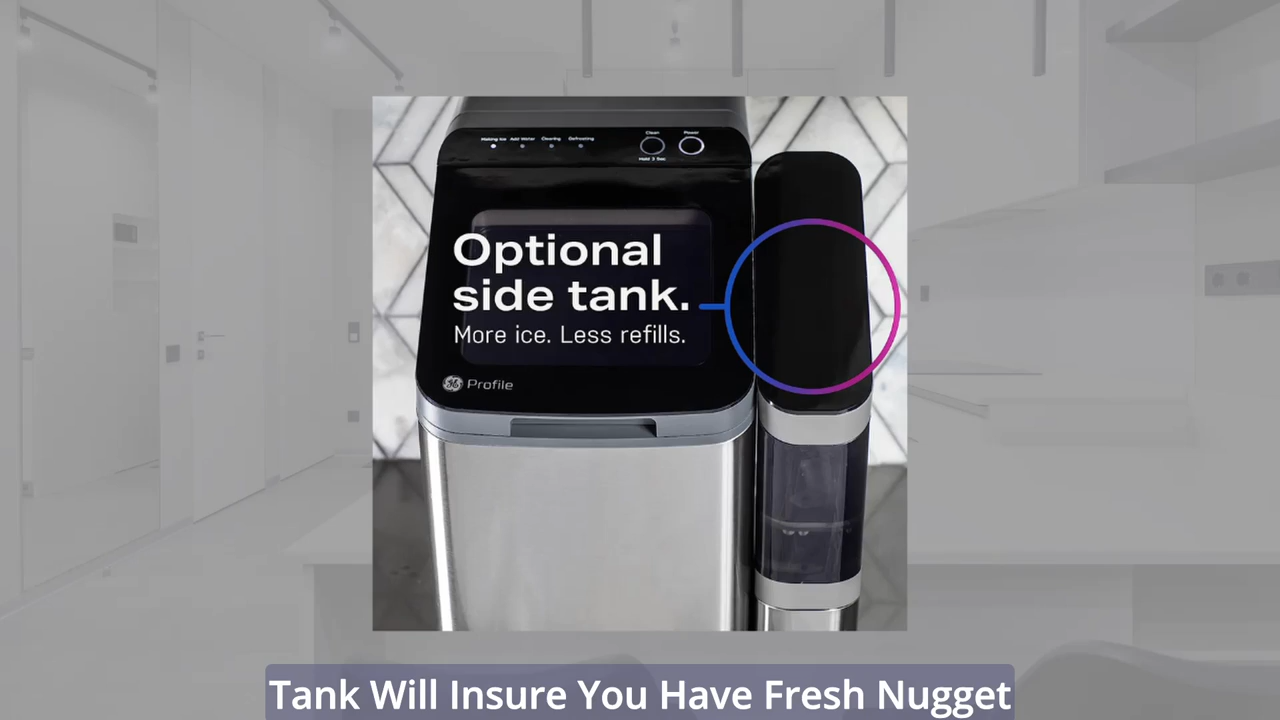 Making Ice Add Water Cleaning Defrosting
Clean Power
Hold 3 Sec
Optional
side tank.
More ice. Less refills.
GE Profile
Tank Will Insure You Have Fresh Nugget